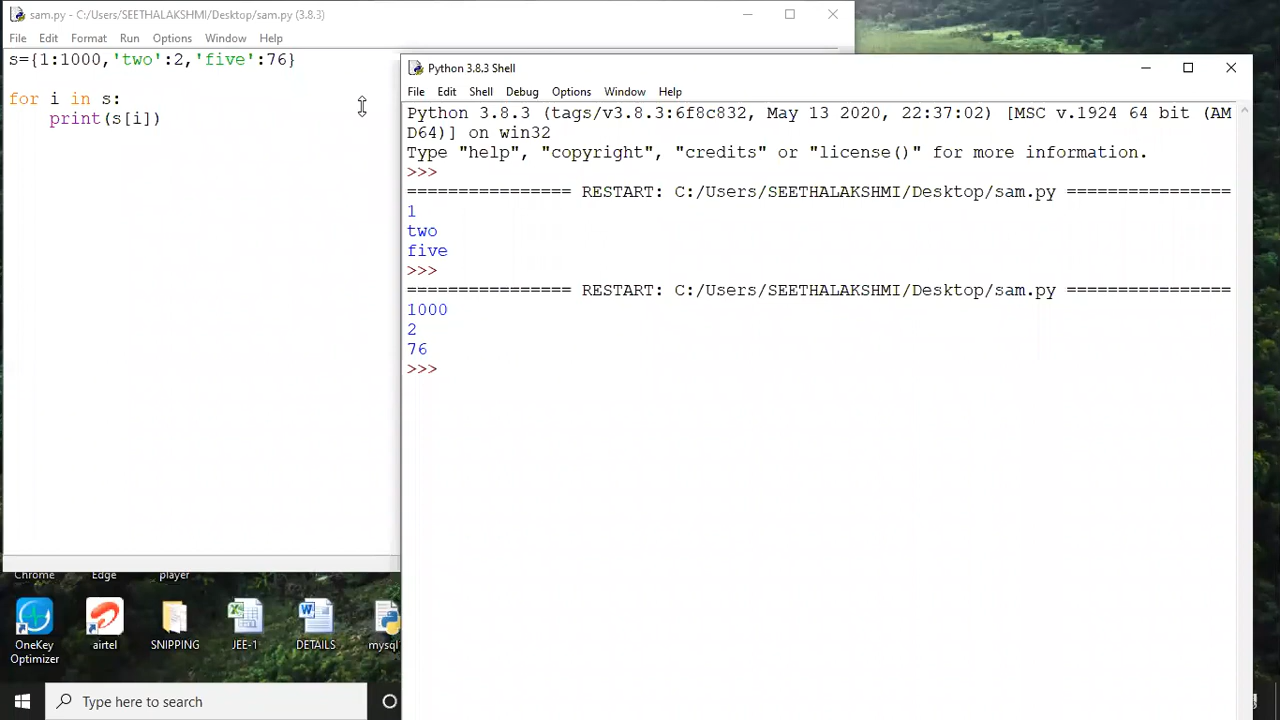 sam.py - C:/Users/SEETHALAKSHMI/Desktop/sam.py (3.8.3)
File Edit Format Run Options Window Help
s={1:1000,'two':2,'five':76}
for i in s:
    print(s[i])
Python 3.8.3 Shell
File Edit Shell Debug Options Window Help
Python 3.8.3 (tags/v3.8.3:6f8c832, May 13 2020, 22:37:02) [MSC v.1924 64 bit (AM
D64)] on win32
Type "help", "copyright", "credits" or "license()" for more information.
>>>
================ RESTART: C:/Users/SEETHALAKSHMI/Desktop/sam.py ================
1
two
five
>>>
================ RESTART: C:/Users/SEETHALAKSHMI/Desktop/sam.py ================
1000
2
76
>>>
Chrome
Edge
player
OneKey
Optimizer
airtel
SNIPPING
JEE-1
DETAILS
mysql
Type here to search